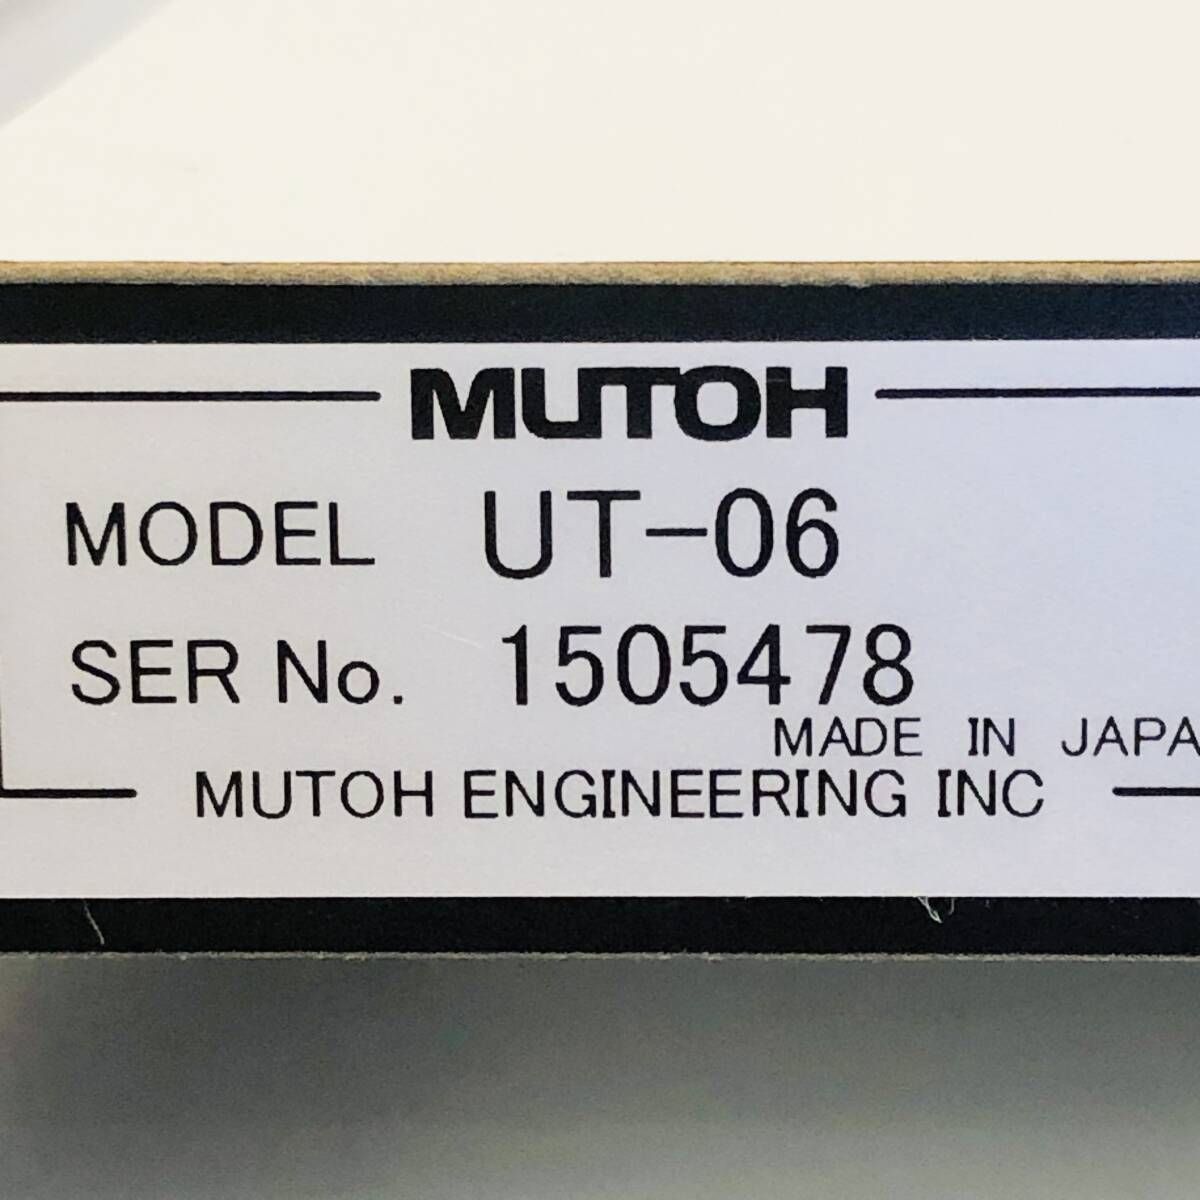 MUTOH
MODEL UT-06
SER No. 1505478
MADE IN JAPA
MUTOH ENGINEERING INC